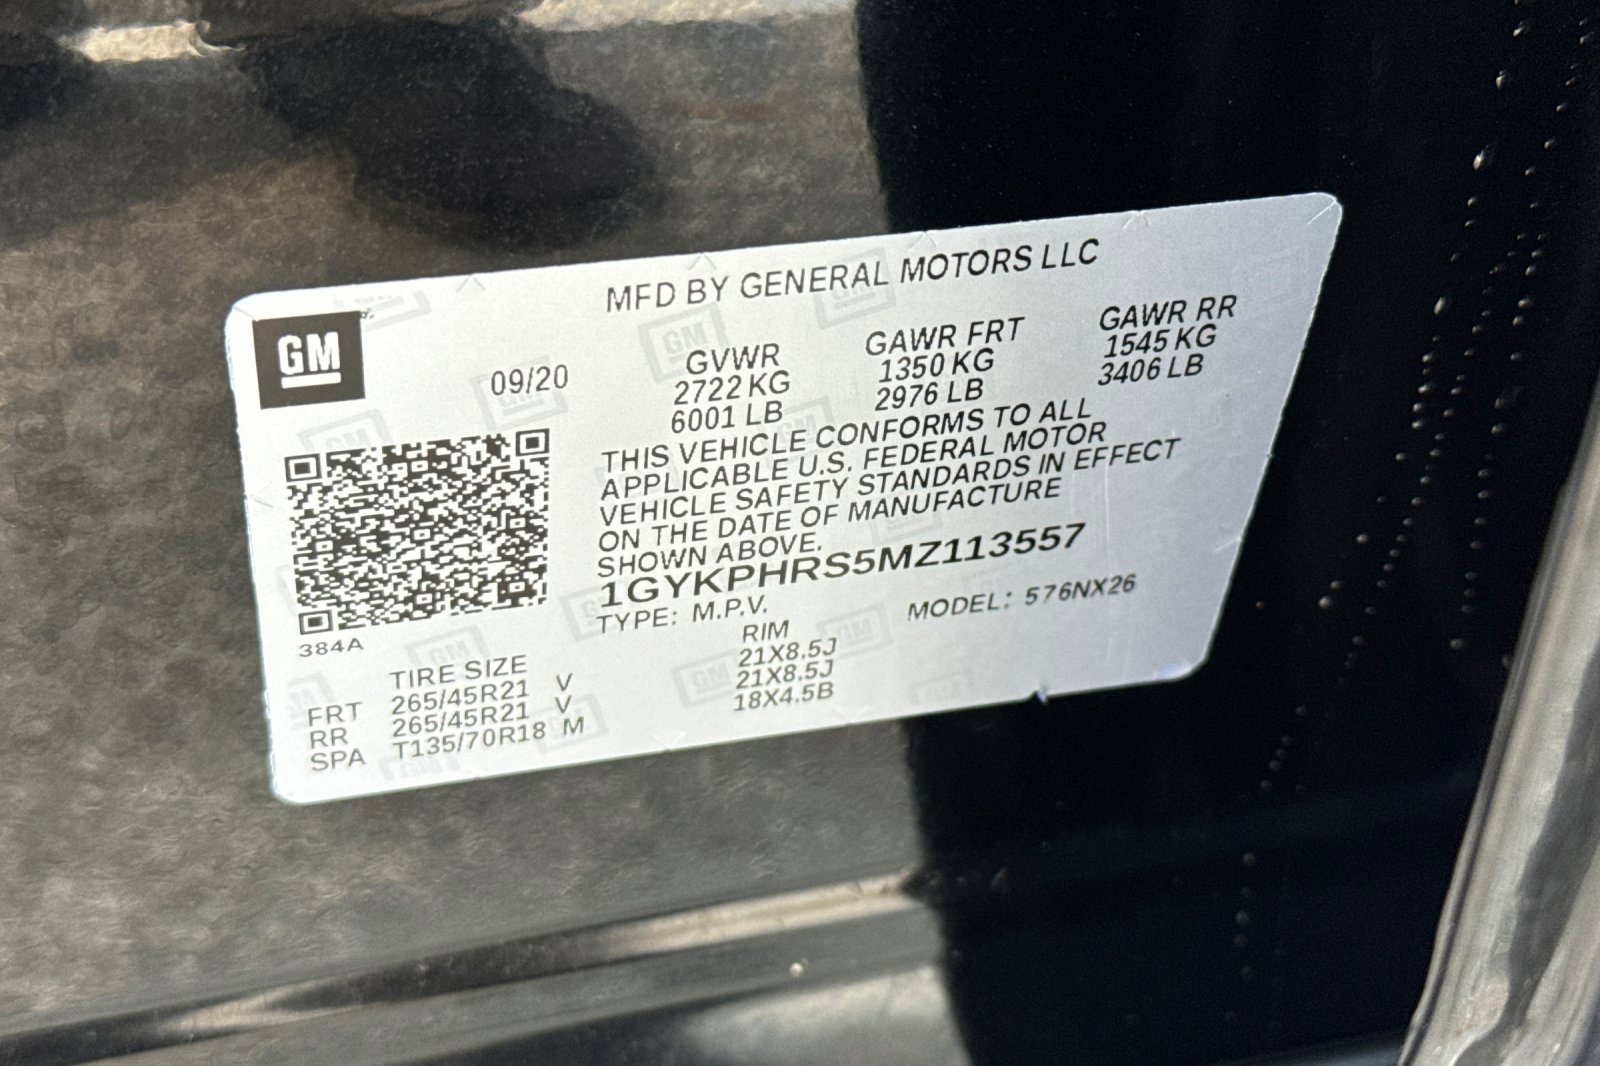 MFD BY GENERAL MOTORS LLC
GM
09/20
GVWR
2722 KG
6001 LB
GAWR FRT
1350 KG
2976 LB
GAWR RR
1545 KG
3406 LB
THIS VEHICLE CONFORMS TO ALL
APPLICABLE U.S. FEDERAL MOTOR
VEHICLE SAFETY STANDARDS IN EFFECT
ON THE DATE OF MANUFACTURE
SHOWN ABOVE.
1GYKPHRS5MZ113557
TYPE: M.P.V. MODEL: 576NX26
384A
TIRE SIZE RIM
FRT 265/45R21 V 21X8.5J
RR 265/45R21 V 21X8.5J
SPA T135/70R18 M 18X4.5B